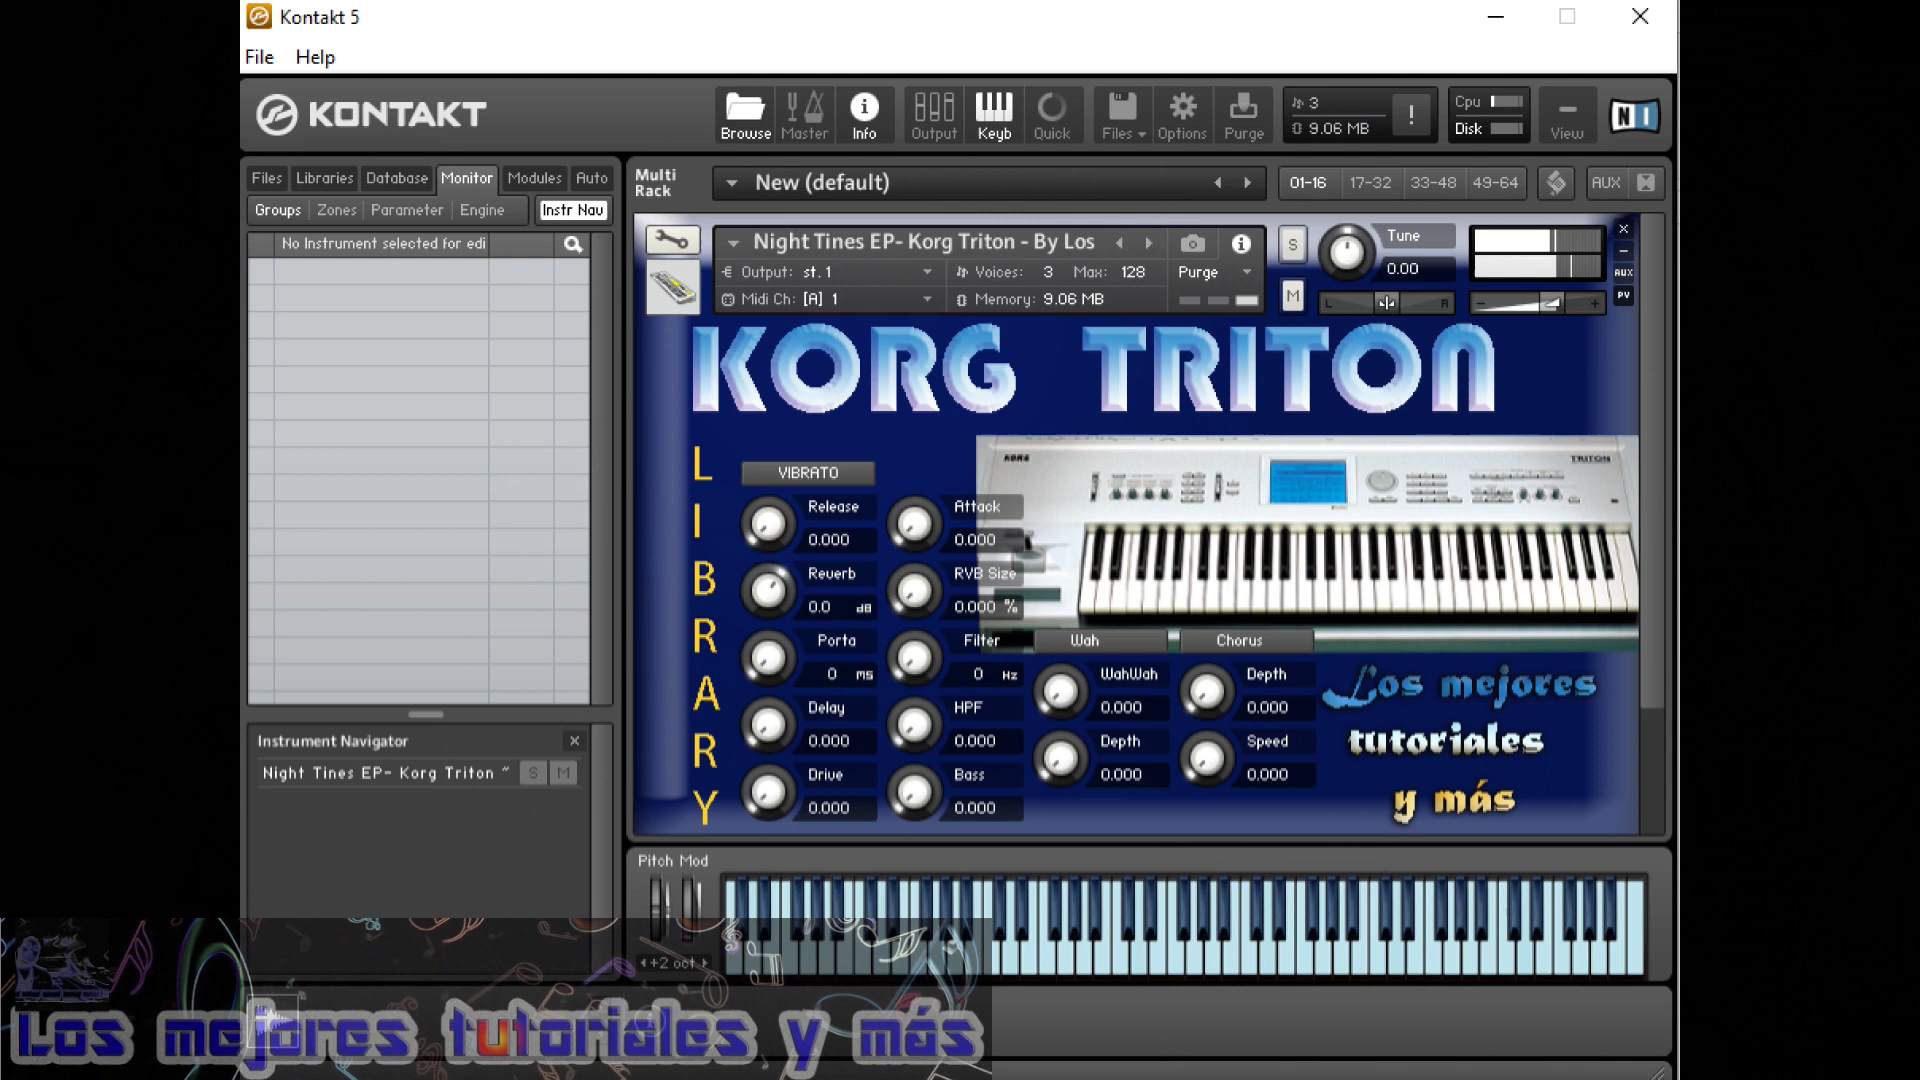 Kontakt 5
File Help
KONTAKT
Browse Master Info Output Keyb Quick Files Options Purge
3
9.06 MB
!
Cpu
Disk
View
NI
Files Libraries Database Monitor Modules Auto
Groups Zones Parameter Engine Instr Nav
No Instrument selected for edi
Multi
Rack
New (default)
01-16 17-32 33-48 49-64 AUX
Night Tines EP- Korg Triton - By Los
Output: st.1 Voices: 3 Max: 128 Purge
Midi Ch: [A] 1 Memory: 9.06 MB
S
M
Tune
0.00
L R
- +
x
-
AUX
PV
KORG TRITON
LIBRARY
KORG TRITON
VIBRATO
Release Attack
0.000 0.000
Reverb RVB Size
0.0 dB 0.000 %
Porta Filter Wah Chorus
0 ms 0 Hz
WahWah Depth
0.000 0.000
Delay HPF
0.000 0.000
Depth Speed
0.000 0.000
Drive Bass
0.000 0.000
Los mejores
tutoriales
y más
Instrument Navigator x
Night Tines EP- Korg Triton ~ S M
Pitch Mod
+2 oct
Los mejores tutoriales y más